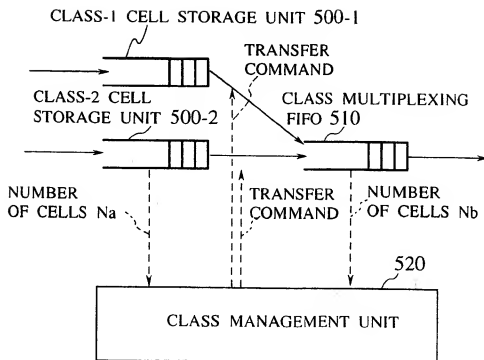 CLASS-1 CELL STORAGE UNIT 500-1
TRANSFER
COMMAND
CLASS-2 CELL
STORAGE UNIT 500-2
CLASS MULTIPLEXING
FIFO 510
NUMBER
OF CELLS Na
TRANSFER
COMMAND
NUMBER
OF CELLS Nb
520
CLASS MANAGEMENT UNIT